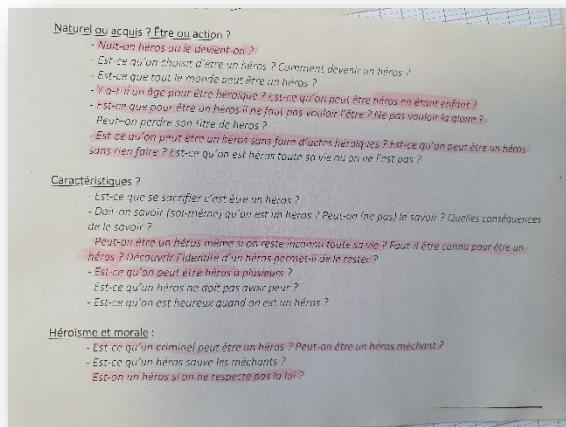 Naturel ou acquis ? Être ou action ?
- Naît-on héros ou le devient-on ?
- Est-ce qu'on choisit d'être un héros ? Comment devenir un héros ?
- Est-ce que tout le monde peut être un héros ?
- Y a-t-il un âge pour être héroïque ? Est-ce qu'on peut être héros en étant enfant ?
- Est-ce que pour être un héros il ne faut pas vouloir l'être ? Ne pas vouloir la gloire ?
- Peut-on perdre son titre de héros ?
- Est-ce qu'on peut être un héros sans faire d'actes héroïques ? Est-ce qu'on peut être un héros
sans rien faire ? Est-ce qu'on est héros toute sa vie ou on ne l'est pas ?
Caractéristiques ?
- Est-ce que se sacrifier c'est être un héros ?
- Doit-on savoir (soi-même) qu'on est un héros ? Peut-on (ne pas) le savoir ? Quelles conséquences
de le savoir ?
- Peut-on être un héros même si on reste inconnu toute sa vie ? Faut-il être connu pour être un
héros ? Découvrir l'identité d'un héros permet-il de le rester ?
- Est-ce qu'on peut être héros à plusieurs ?
- Est-ce qu'un héros ne doit pas avoir peur ?
- Est-ce qu'on est heureux quand on est un héros ?
Héroïsme et morale :
- Est-ce qu'un criminel peut être un héros ? Peut-on être un héros méchant ?
- Est-ce qu'un héros sauve les méchants ?
Est-on un héros si on ne respecte pas la loi ?